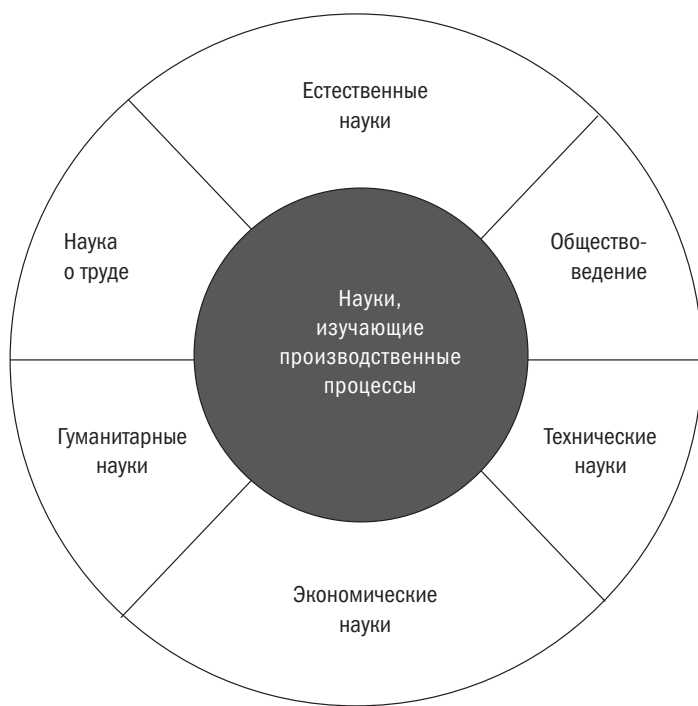 Естественные
науки
Наука
о труде
Общество-
ведение
Науки,
изучающие
производственные
процессы
Гуманитарные
науки
Технические
науки
Экономические
науки